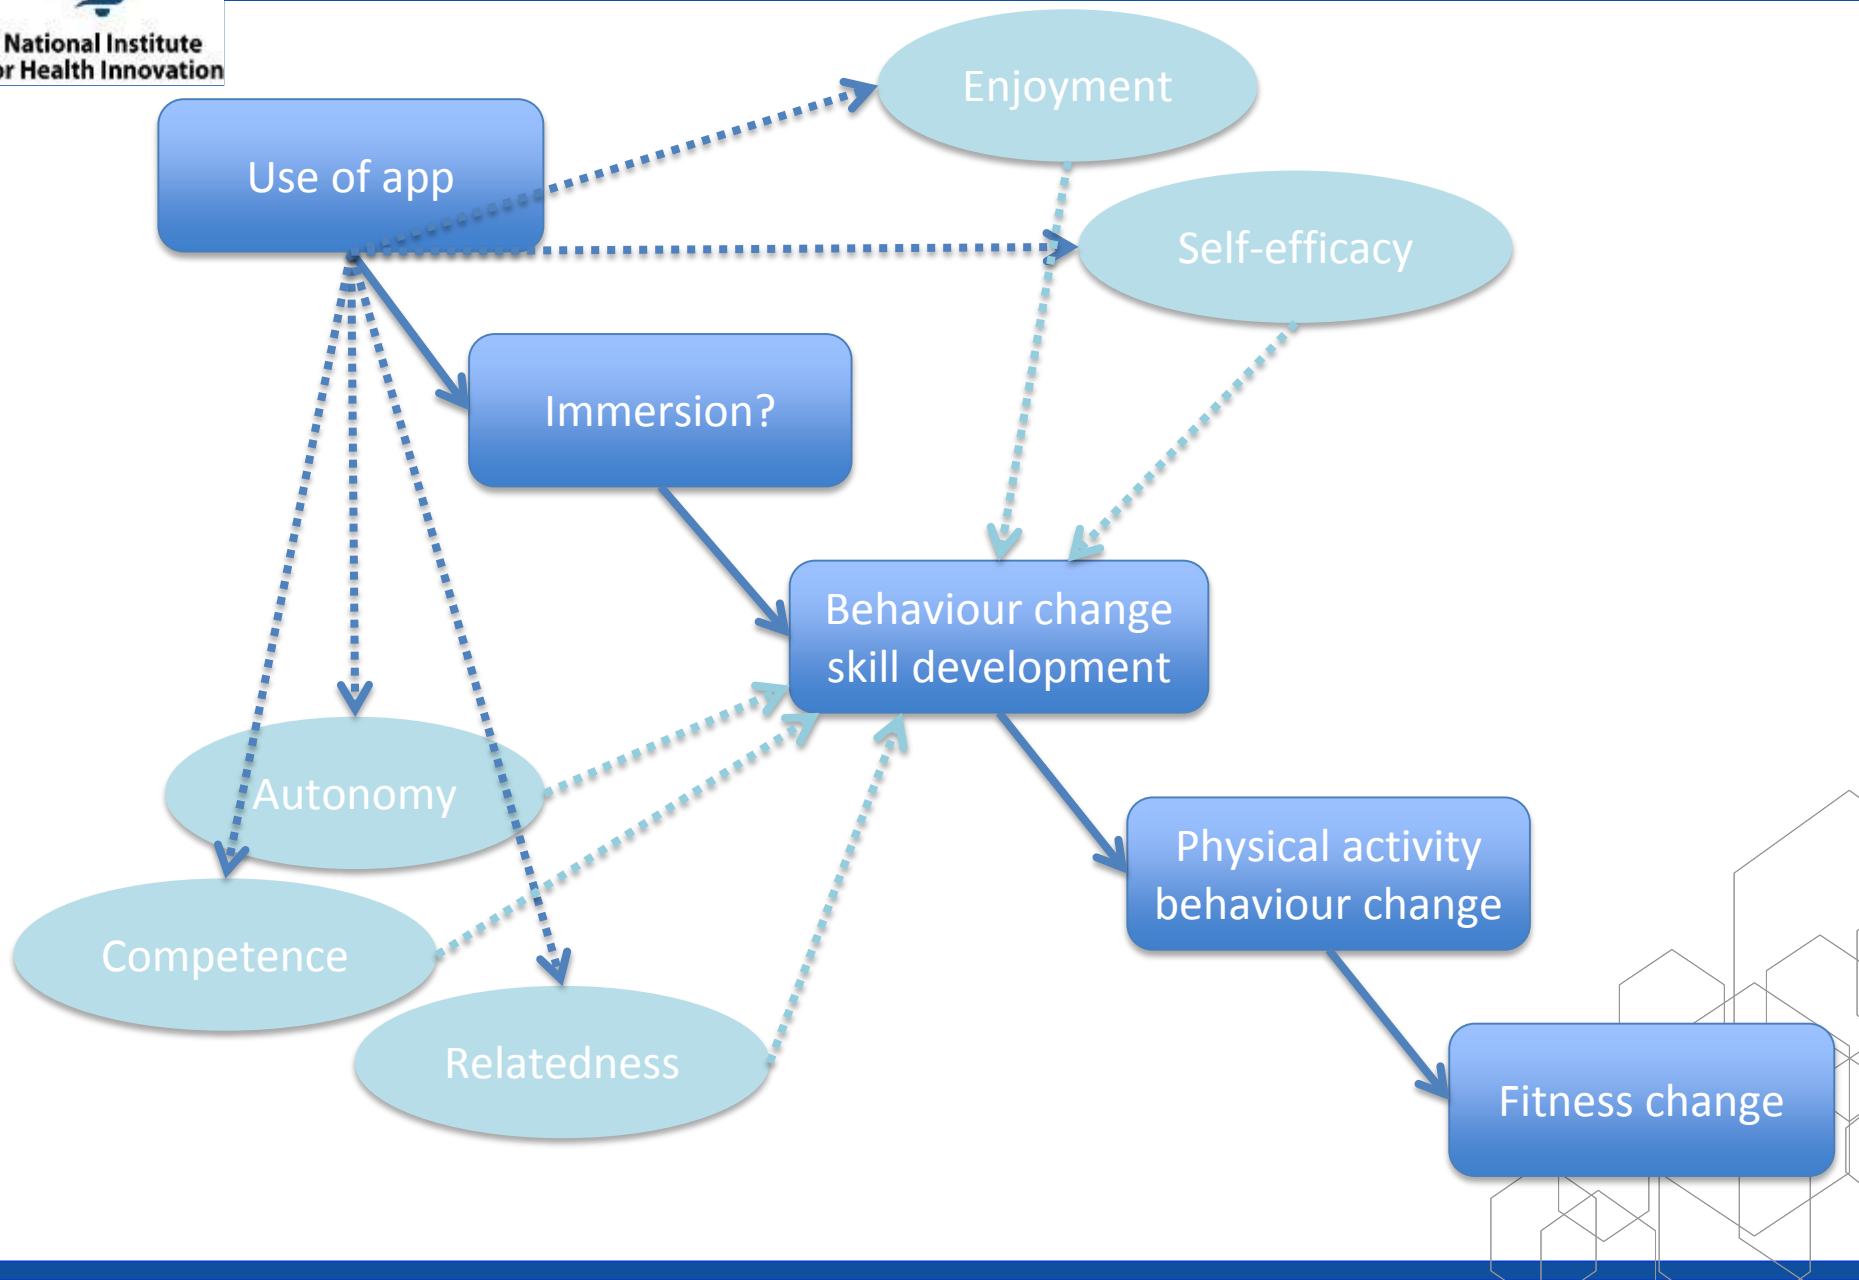 National Institute
or Health Innovation
Enjoyment
Use of app
Self-efficacy
Immersion?
Behaviour change
skill development
Autonomy
Physical activity
behaviour change
Competence
Relatedness
Fitness change